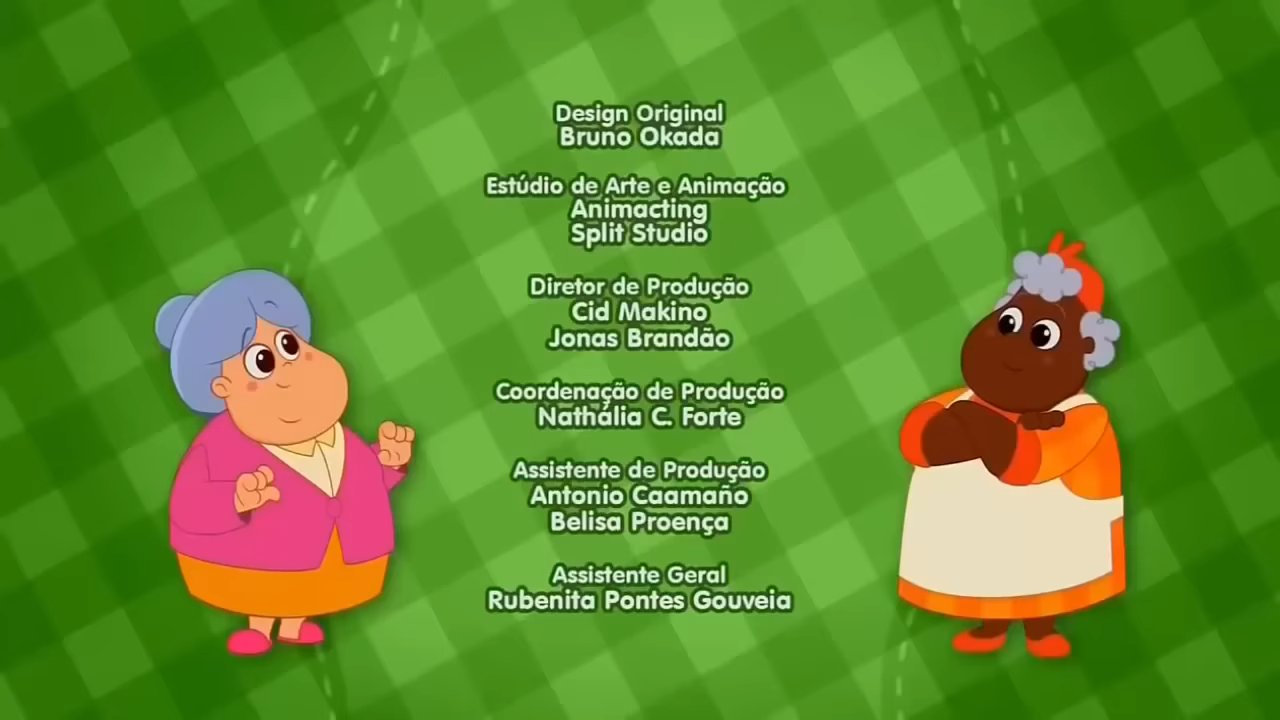 Design Original
Bruno Okada
Estúdio de Arte e Animação
Animacting
Split Studio
Diretor de Produção
Cid Makino
Jonas Brandão
Coordenação de Produção
Nathália C. Forte
Assistente de Produção
Antonio Caamaño
Belisa Proença
Assistente Geral
Rubenita Pontes Gouveia